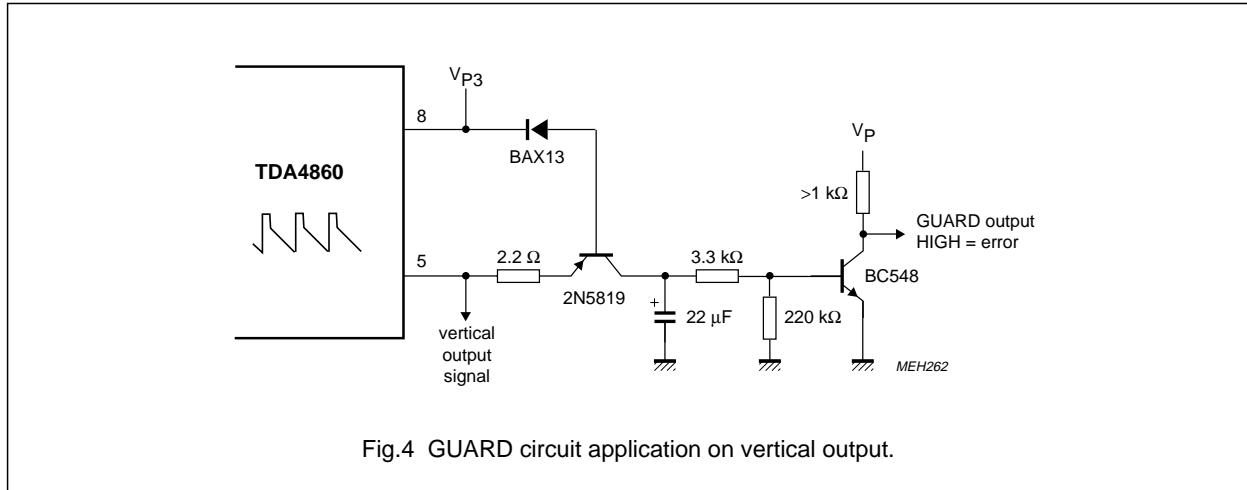 V_P3
8
BAX13
TDA4860
V_P
>1 kΩ
GUARD output
HIGH = error
5
2.2 Ω
3.3 kΩ
BC548
2N5819
+
22 μF
220 kΩ
vertical
output
signal
MEH262
Fig.4 GUARD circuit application on vertical output.